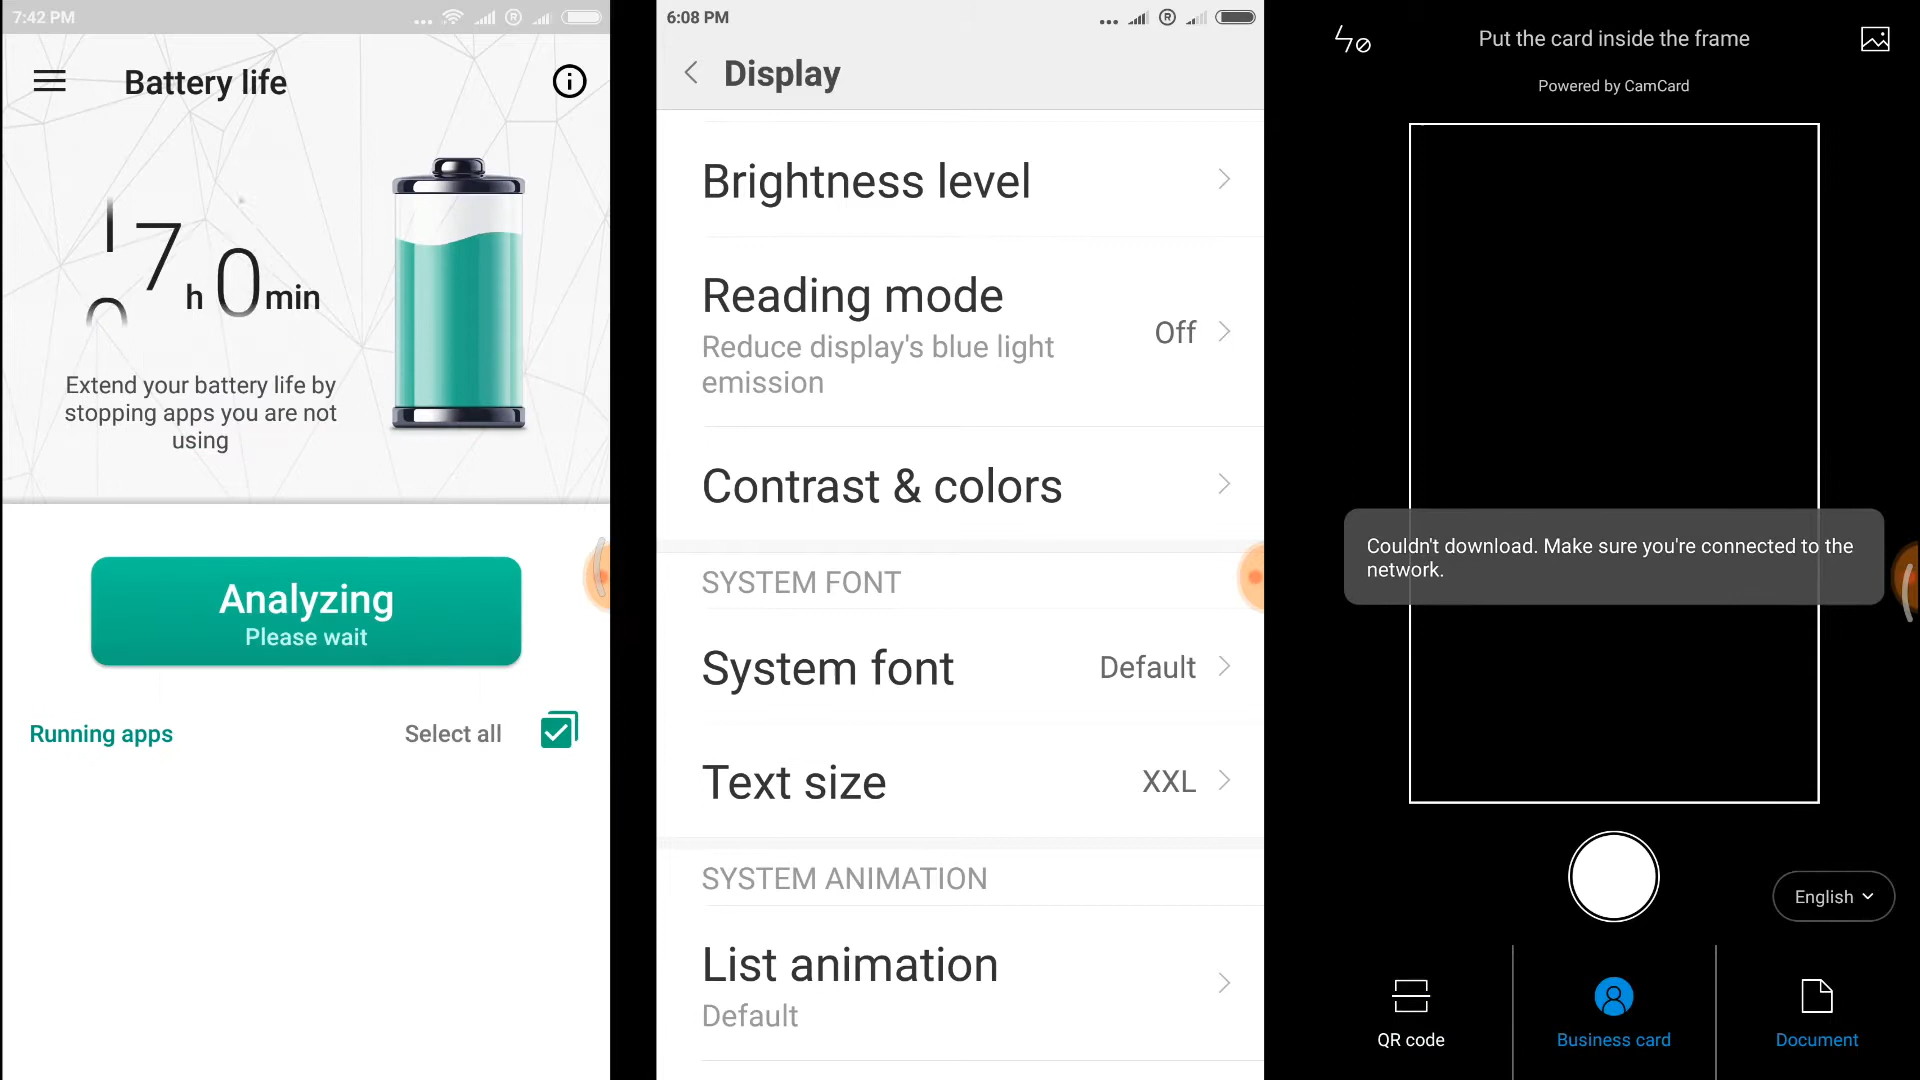 7:42 PM
Battery life
7 h 0 min
Extend your battery life by
stopping apps you are not
using
Analyzing
Please wait
Running apps
Select all
6:08 PM
Display
Brightness level
Reading mode
Reduce display's blue light
emission
Off
Contrast & colors
SYSTEM FONT
System font
Default
Text size
XXL
SYSTEM ANIMATION
List animation
Default
Put the card inside the frame
Powered by CamCard
Couldn't download. Make sure you're connected to the
network.
English
QR code
Business card
Document